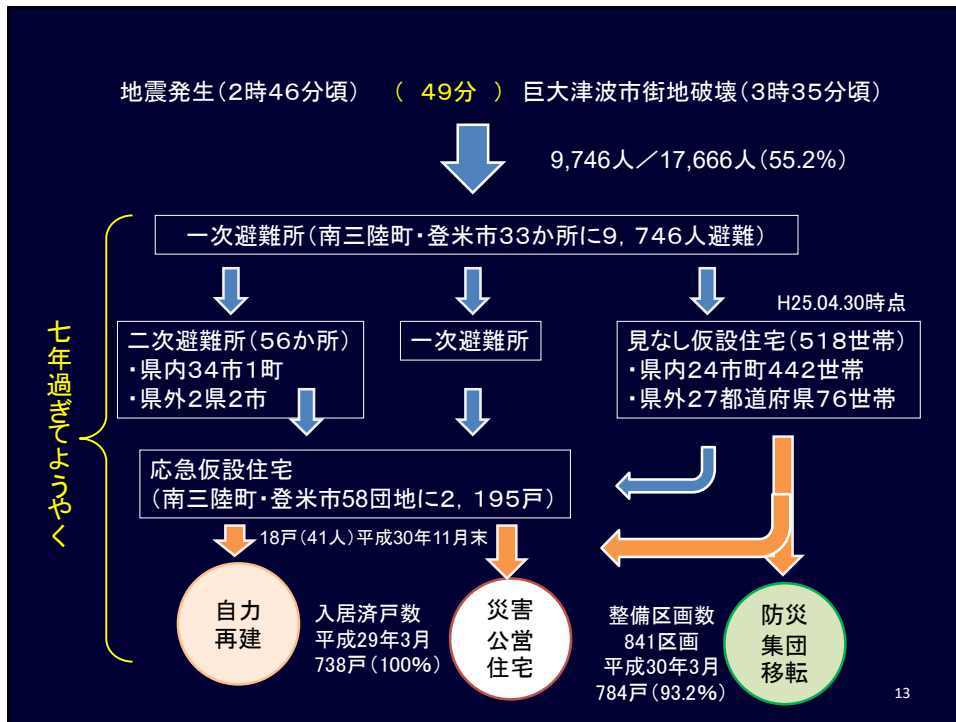 地震発生(2時46分頃) ( 49分 ) 巨大津波市街地破壊(3時35分頃)
9,746人/17,666人(55.2%)
一次避難所(南三陸町・登米市33か所に9,746人避難)
H25.04.30時点
二次避難所(56か所)
・県内34市1町
・県外2県2市
一次避難所
見なし仮設住宅(518世帯)
・県内24市町442世帯
・県外27都道府県76世帯
七年過ぎてようやく
応急仮設住宅
(南三陸町・登米市58団地に2,195戸)
18戸(41人)平成30年11月末
自力
再建
入居済戸数
平成29年3月
738戸(100%)
災害
公営
住宅
整備区画数
841区画
平成30年3月
784戸(93.2%)
防災
集団
移転
13